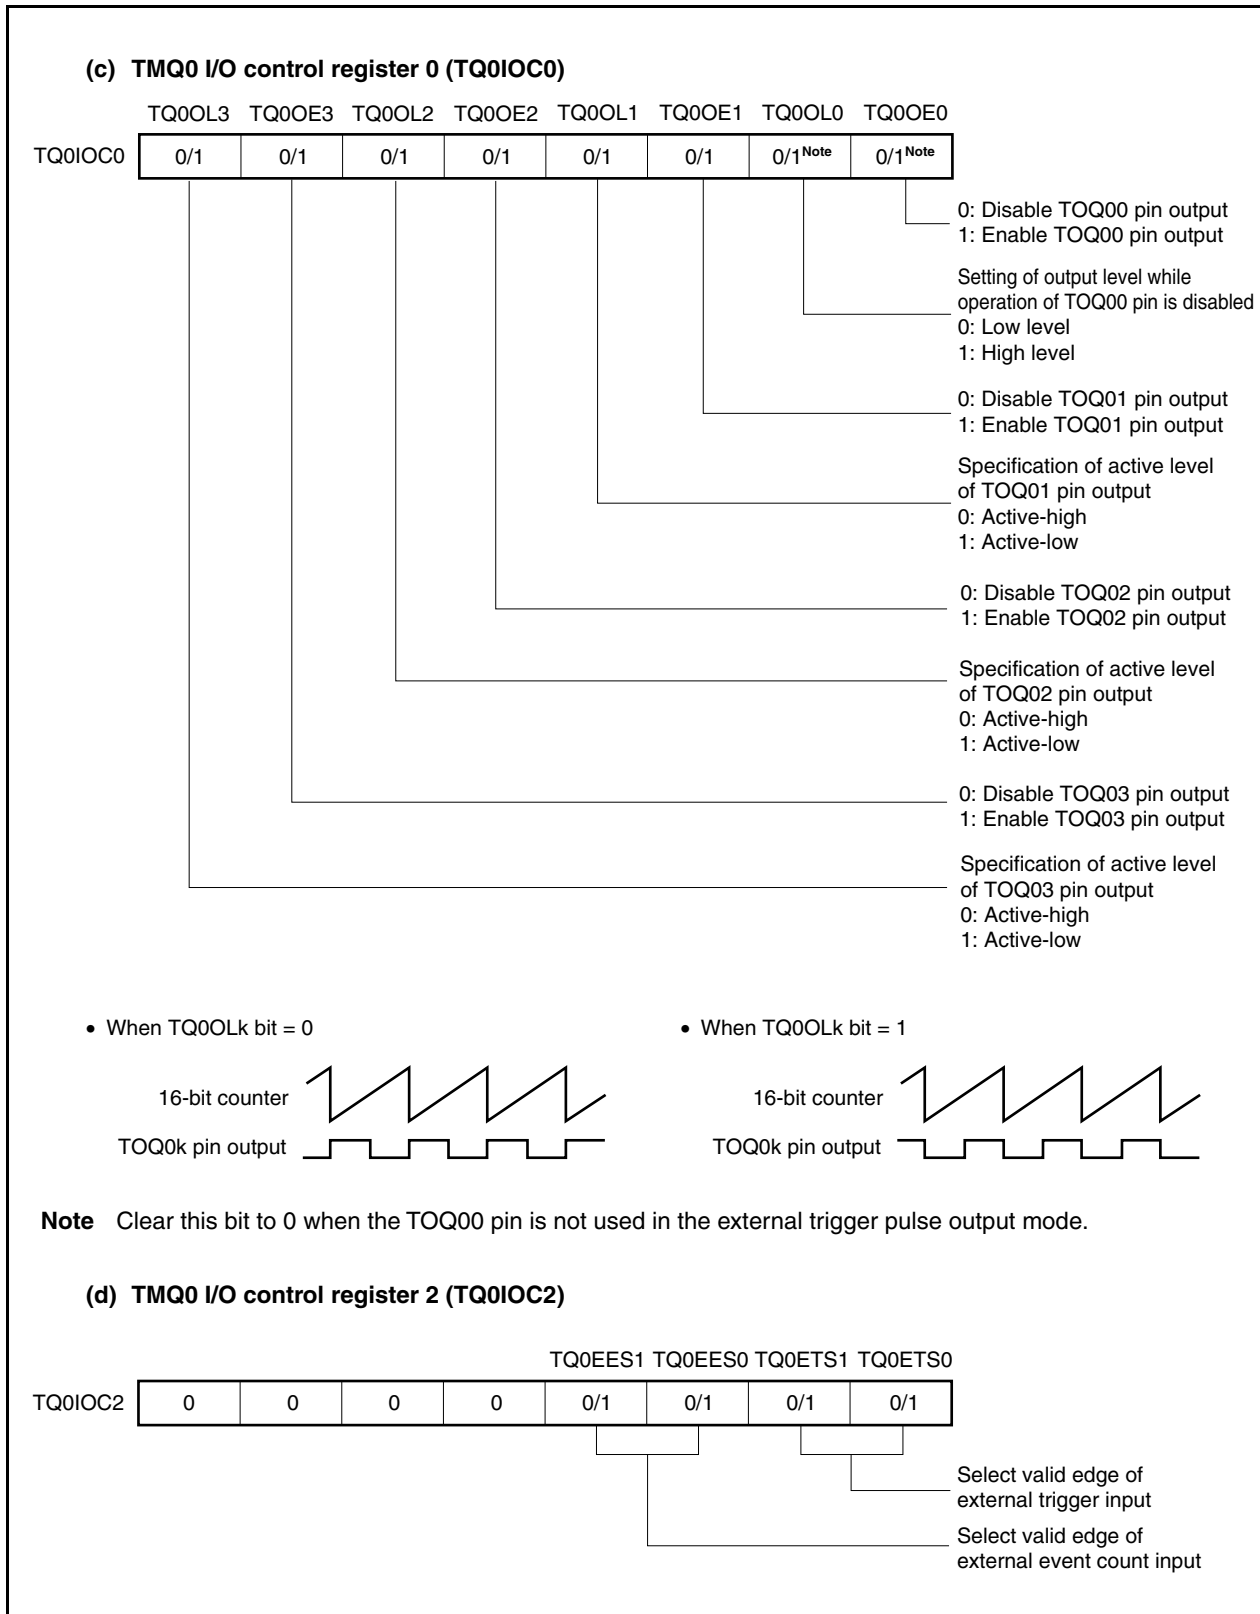 (c) TMQ0 I/O control register 0 (TQ0IOC0)
TQ0OL3 TQ0OE3 TQ0OL2 TQ0OE2 TQ0OL1 TQ0OE1 TQ0OL0 TQ0OE0
TQ0IOC0 0/1 0/1 0/1 0/1 0/1 0/1 0/1Note 0/1Note
0: Disable TOQ00 pin output
1: Enable TOQ00 pin output
Setting of output level while
operation of TOQ00 pin is disabled
0: Low level
1: High level
0: Disable TOQ01 pin output
1: Enable TOQ01 pin output
Specification of active level
of TOQ01 pin output
0: Active-high
1: Active-low
0: Disable TOQ02 pin output
1: Enable TOQ02 pin output
Specification of active level
of TOQ02 pin output
0: Active-high
1: Active-low
0: Disable TOQ03 pin output
1: Enable TOQ03 pin output
Specification of active level
of TOQ03 pin output
0: Active-high
1: Active-low
• When TQ0OLk bit = 0
16-bit counter
TOQ0k pin output
• When TQ0OLk bit = 1
16-bit counter
TOQ0k pin output
Note Clear this bit to 0 when the TOQ00 pin is not used in the external trigger pulse output mode.
(d) TMQ0 I/O control register 2 (TQ0IOC2)
TQ0EES1 TQ0EES0 TQ0ETS1 TQ0ETS0
TQ0IOC2 0 0 0 0 0/1 0/1 0/1 0/1
Select valid edge of
external trigger input
Select valid edge of
external event count input